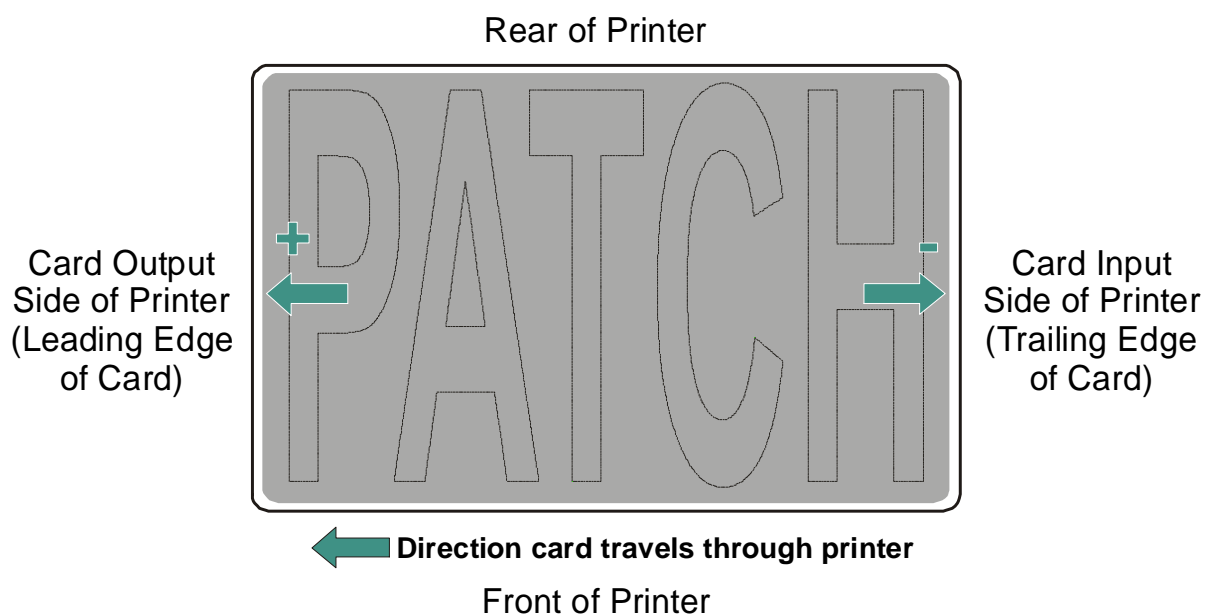 Rear of Printer
PATCH
+
-
Card Output
Side of Printer
(Leading Edge
of Card)
Card Input
Side of Printer
(Trailing Edge
of Card)
Direction card travels through printer
Front of Printer